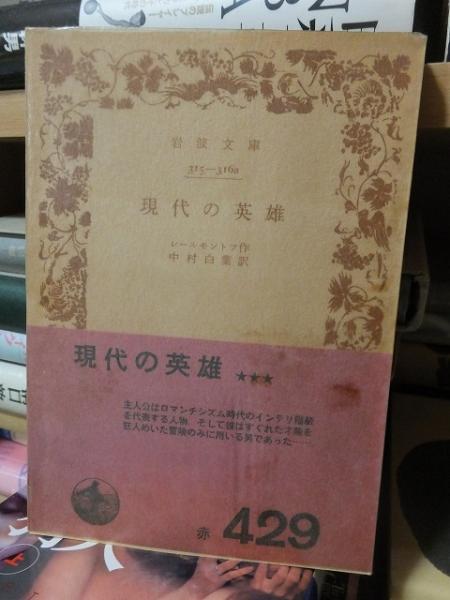 岩波文庫
315—316a
現代の英雄
レールモントフ作
中村白葉訳
現代の英雄 ★★★
主人公はロマンチシズム時代のインテリ階級
を代表する人物 そして彼はすぐれた才能を
狂人めいた冒険のみに用いる男であった……
赤 429